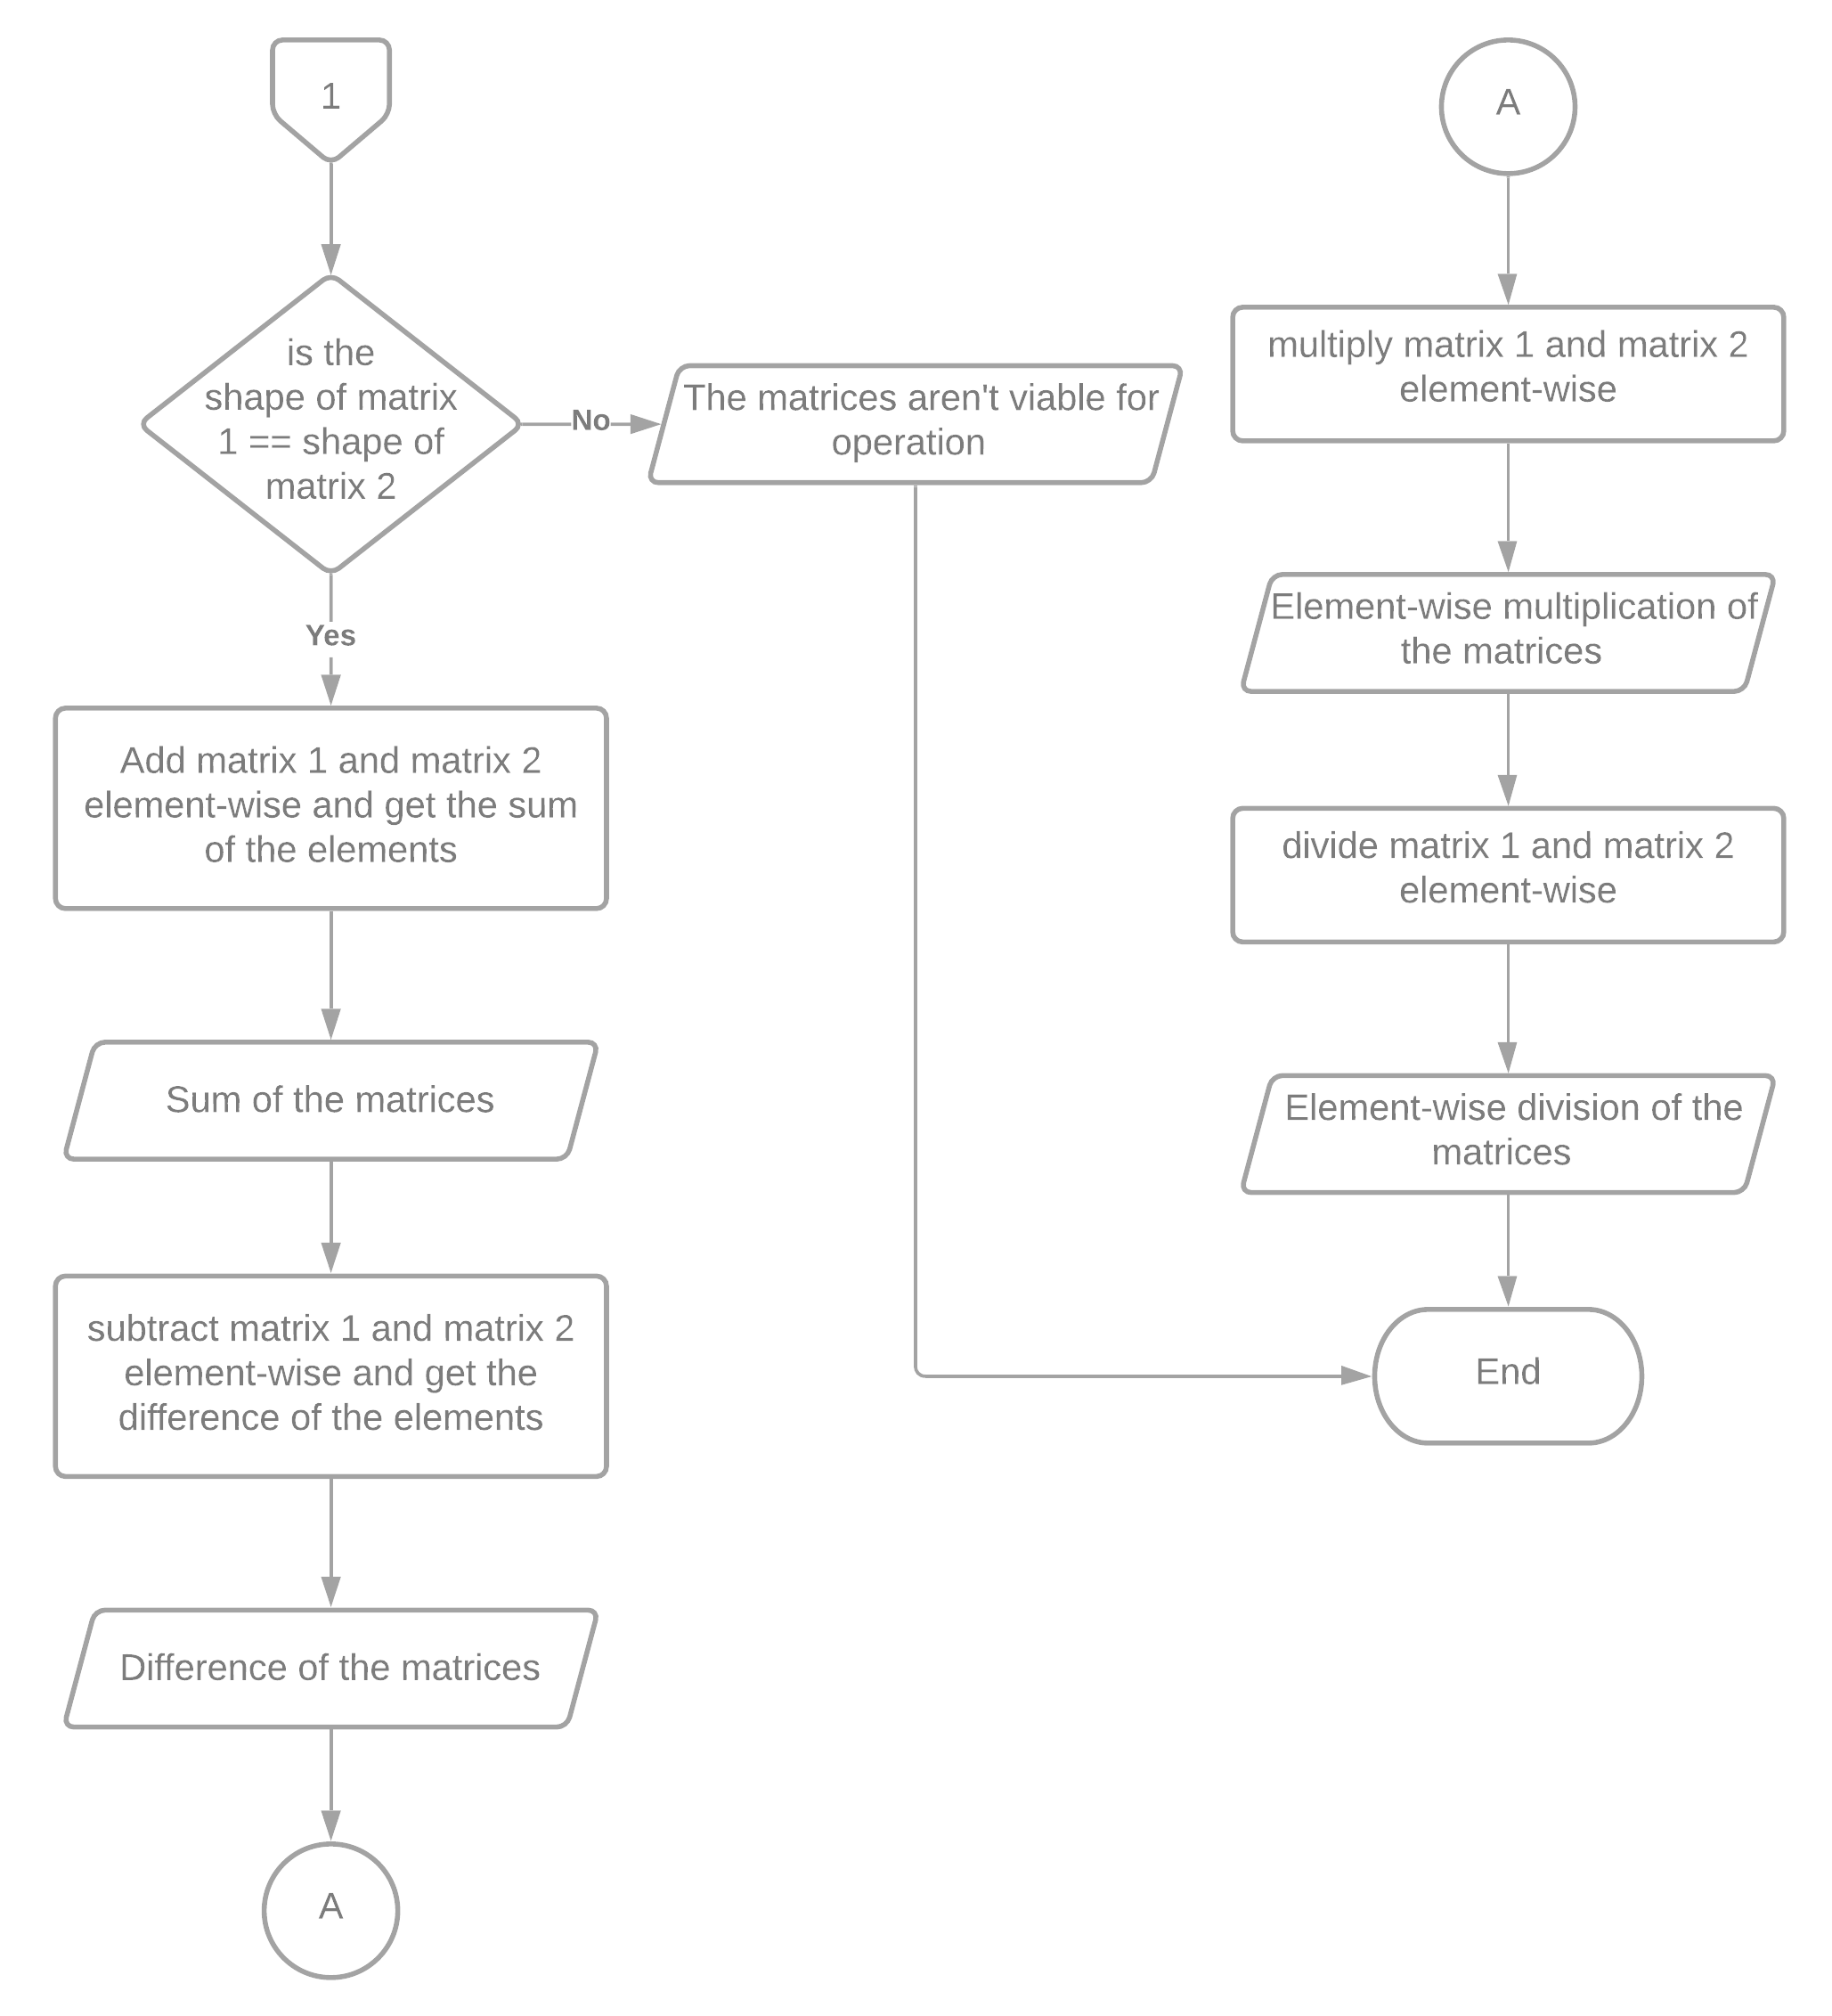 1
is the
shape of matrix
1 == shape of
matrix 2
No
The matrices aren't viable for
operation
Yes
Add matrix 1 and matrix 2
element-wise and get the sum
of the elements
Sum of the matrices
subtract matrix 1 and matrix 2
element-wise and get the
difference of the elements
Difference of the matrices
A
A
multiply matrix 1 and matrix 2
element-wise
Element-wise multiplication of
the matrices
divide matrix 1 and matrix 2
element-wise
Element-wise division of the
matrices
End